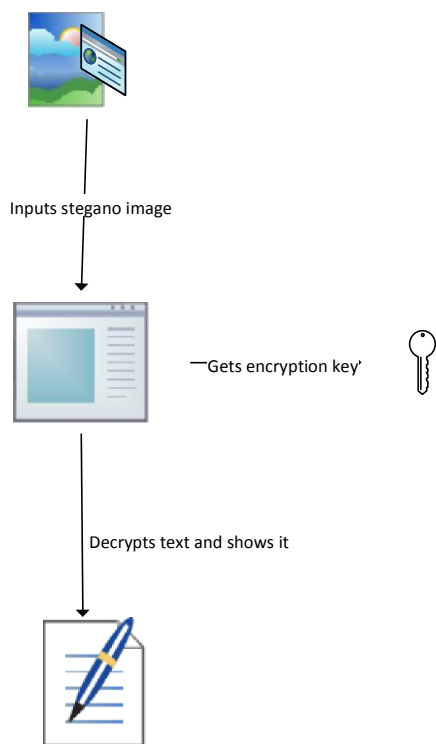 Inputs stegano image
Gets encryption key
Decrypts text and shows it